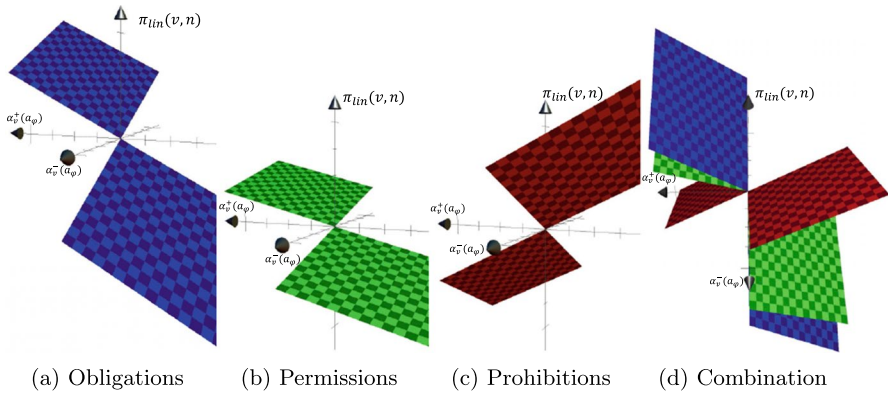 π_lin(v,n)
α_v^+(a_φ)
α_v^-(a_φ)
π_lin(v,n)
α_v^+(a_φ)
α_v^-(a_φ)
π_lin(v,n)
α_v^+(a_φ)
α_v^-(a_φ)
π_lin(v,n)
α_v^+(a_φ)
α_v^-(a_φ)
(a) Obligations (b) Permissions (c) Prohibitions (d) Combination